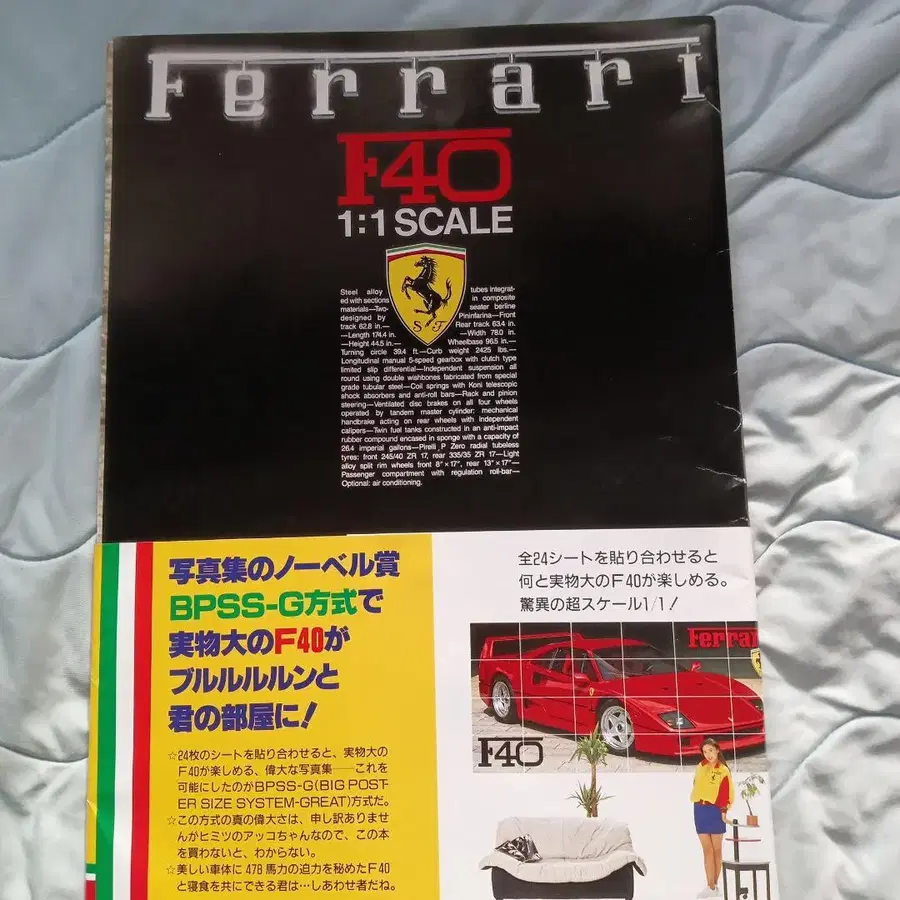 Ferrari
F40
1:1 SCALE
S F
Steel alloy tubes integrat-
ed with sections in composite
materials—Two- seater berline
designed by Pininfarina—Front
track 62.8 in.— Rear track 63.4 in.
—Length 174.4 in. —Width 78.0 in.
—Height 44.5 in.— Wheelbase 96.5 in.—
Turning circle 39.4 ft.—Curb weight 2425 lbs.—
Longitudinal manual 5-speed gearbox with clutch type
limited slip differential—Independent suspension all
round using double wishbones fabricated from special
grade tubular steel—Coil springs with Koni telescopic
shock absorbers and anti-roll bars—Rack and pinion
steering—Ventilated disc brakes on all four wheels
operated by tandem master cylinder: mechanical
handbrake acting on rear wheels with independent
calipers—Twin fuel tanks constructed in an anti-impact
rubber compound encased in sponge with a capacity of
26.4 imperial gallons—Pirelli P Zero radial tubeless
tyres: front 245/40 ZR 17, rear 335/35 ZR 17—Light
alloy split rim wheels front 8"×17", rear 13"×17"—
Passenger compartment with regulation roll-bar—
Optional: air conditioning.
写真集のノーベル賞
BPSS-G方式で
実物大のF40が
ブルルルルンと
君の部屋に!
☆24枚のシートを貼り合わせると、実物大の
F40が楽しめる、偉大な写真集——これを
可能にしたのがBPSS-G(BIG POST-
ER SIZE SYSTEM-GREAT)方式だ。
☆この方式の真の偉大さは、申し訳ありませ
んがヒミツのアッコちゃんなので、この本
を買わないと、わからない。
☆美しい車体に478馬力の迫力を秘めたF40
と寝食を共にできる君は…しあわせ者だね。
全24シートを貼り合わせると
何と実物大のF40が楽しめる。
驚異の超スケール1/1!
Ferrari
F40